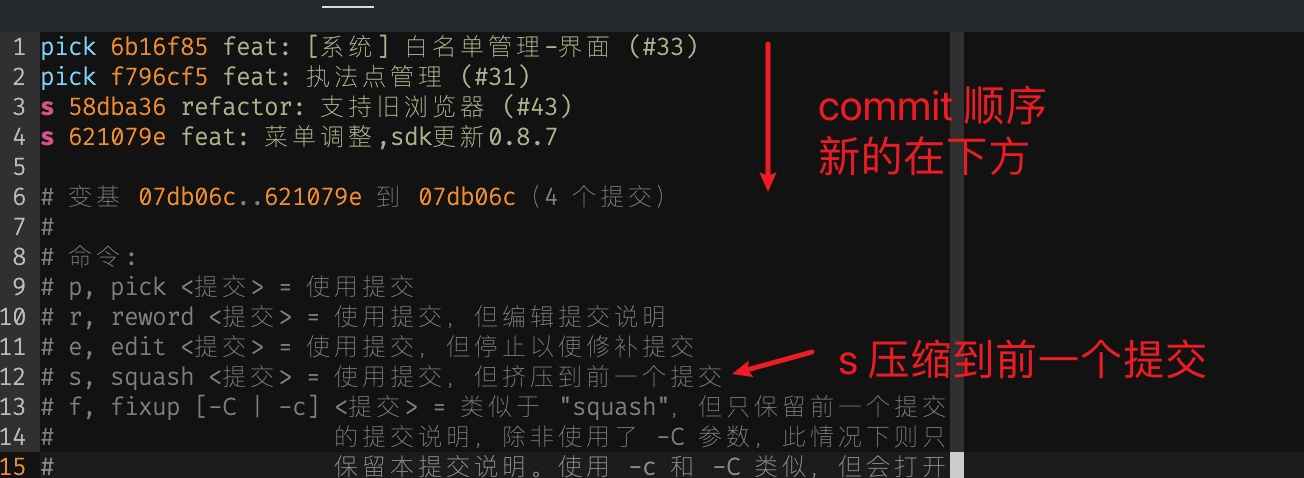 1 pick 6b16f85 feat: [系统] 白名单管理-界面 (#33)
2 pick f796cf5 feat: 执法点管理 (#31)
3 s 58dba36 refactor: 支持旧浏览器 (#43)
4 s 621079e feat: 菜单调整,sdk更新0.8.7
5
6 # 变基 07db06c..621079e 到 07db06c (4 个提交)
7 #
8 # 命令:
9 # p, pick <提交> = 使用提交
10 # r, reword <提交> = 使用提交, 但编辑提交说明
11 # e, edit <提交> = 使用提交, 但停止以便修补提交
12 # s, squash <提交> = 使用提交, 但挤压到前一个提交
13 # f, fixup [-C | -c] <提交> = 类似于 "squash", 但只保留前一个提交
14 # 的提交说明, 除非使用了 -C 参数, 此情况下则只
15 # 保留本提交说明。使用 -c 和 -C 类似, 但会打开
commit 顺序
新的在下方
s 压缩到前一个提交